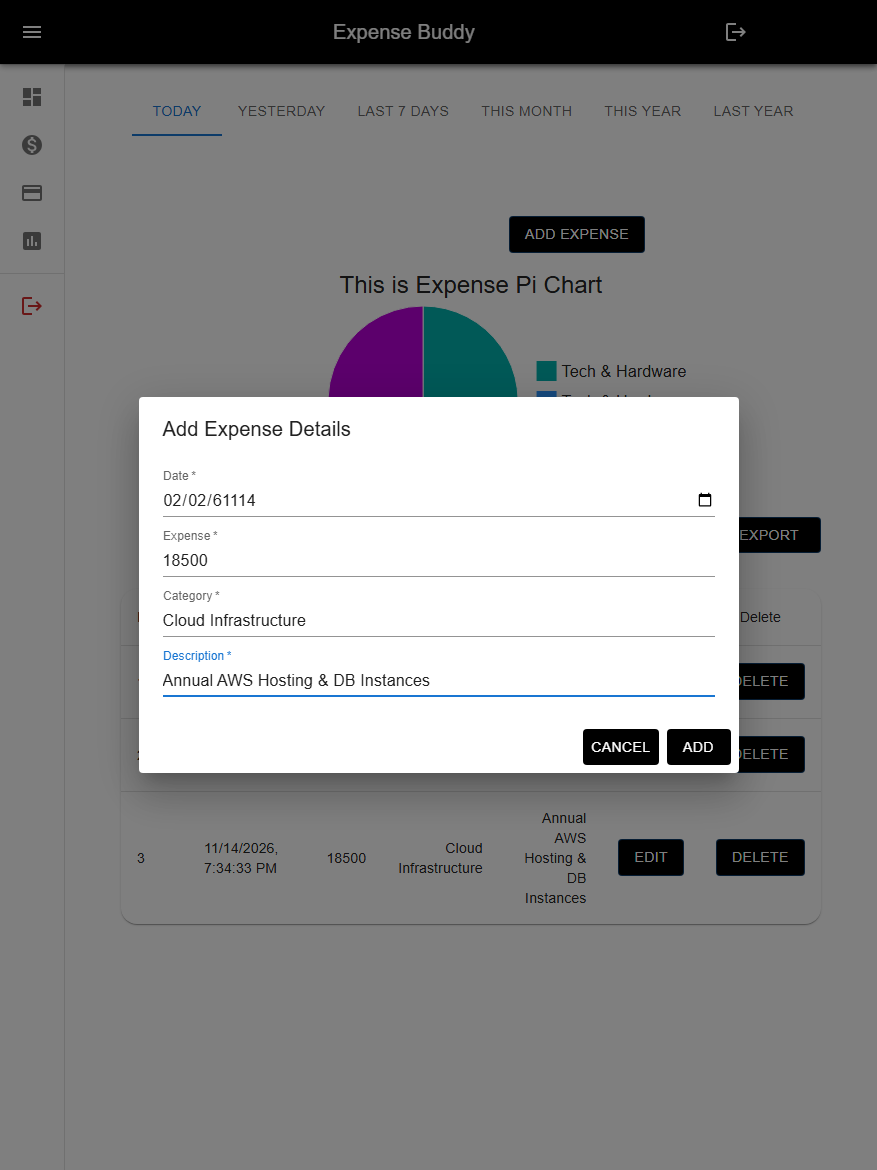 Expense Buddy
TODAY
YESTERDAY
LAST 7 DAYS
THIS MONTH
THIS YEAR
LAST YEAR
ADD EXPENSE
This is Expense Pi Chart
Tech & Hardware
Add Expense Details
Date *
02/02/61114
Expense *
18500
Category *
Cloud Infrastructure
Description *
Annual AWS Hosting & DB Instances
CANCEL
ADD
EXPORT
Delete
DELETE
DELETE
3
11/14/2026,
7:34:33 PM
18500
Cloud
Infrastructure
Annual
AWS
Hosting &
DB
Instances
EDIT
DELETE